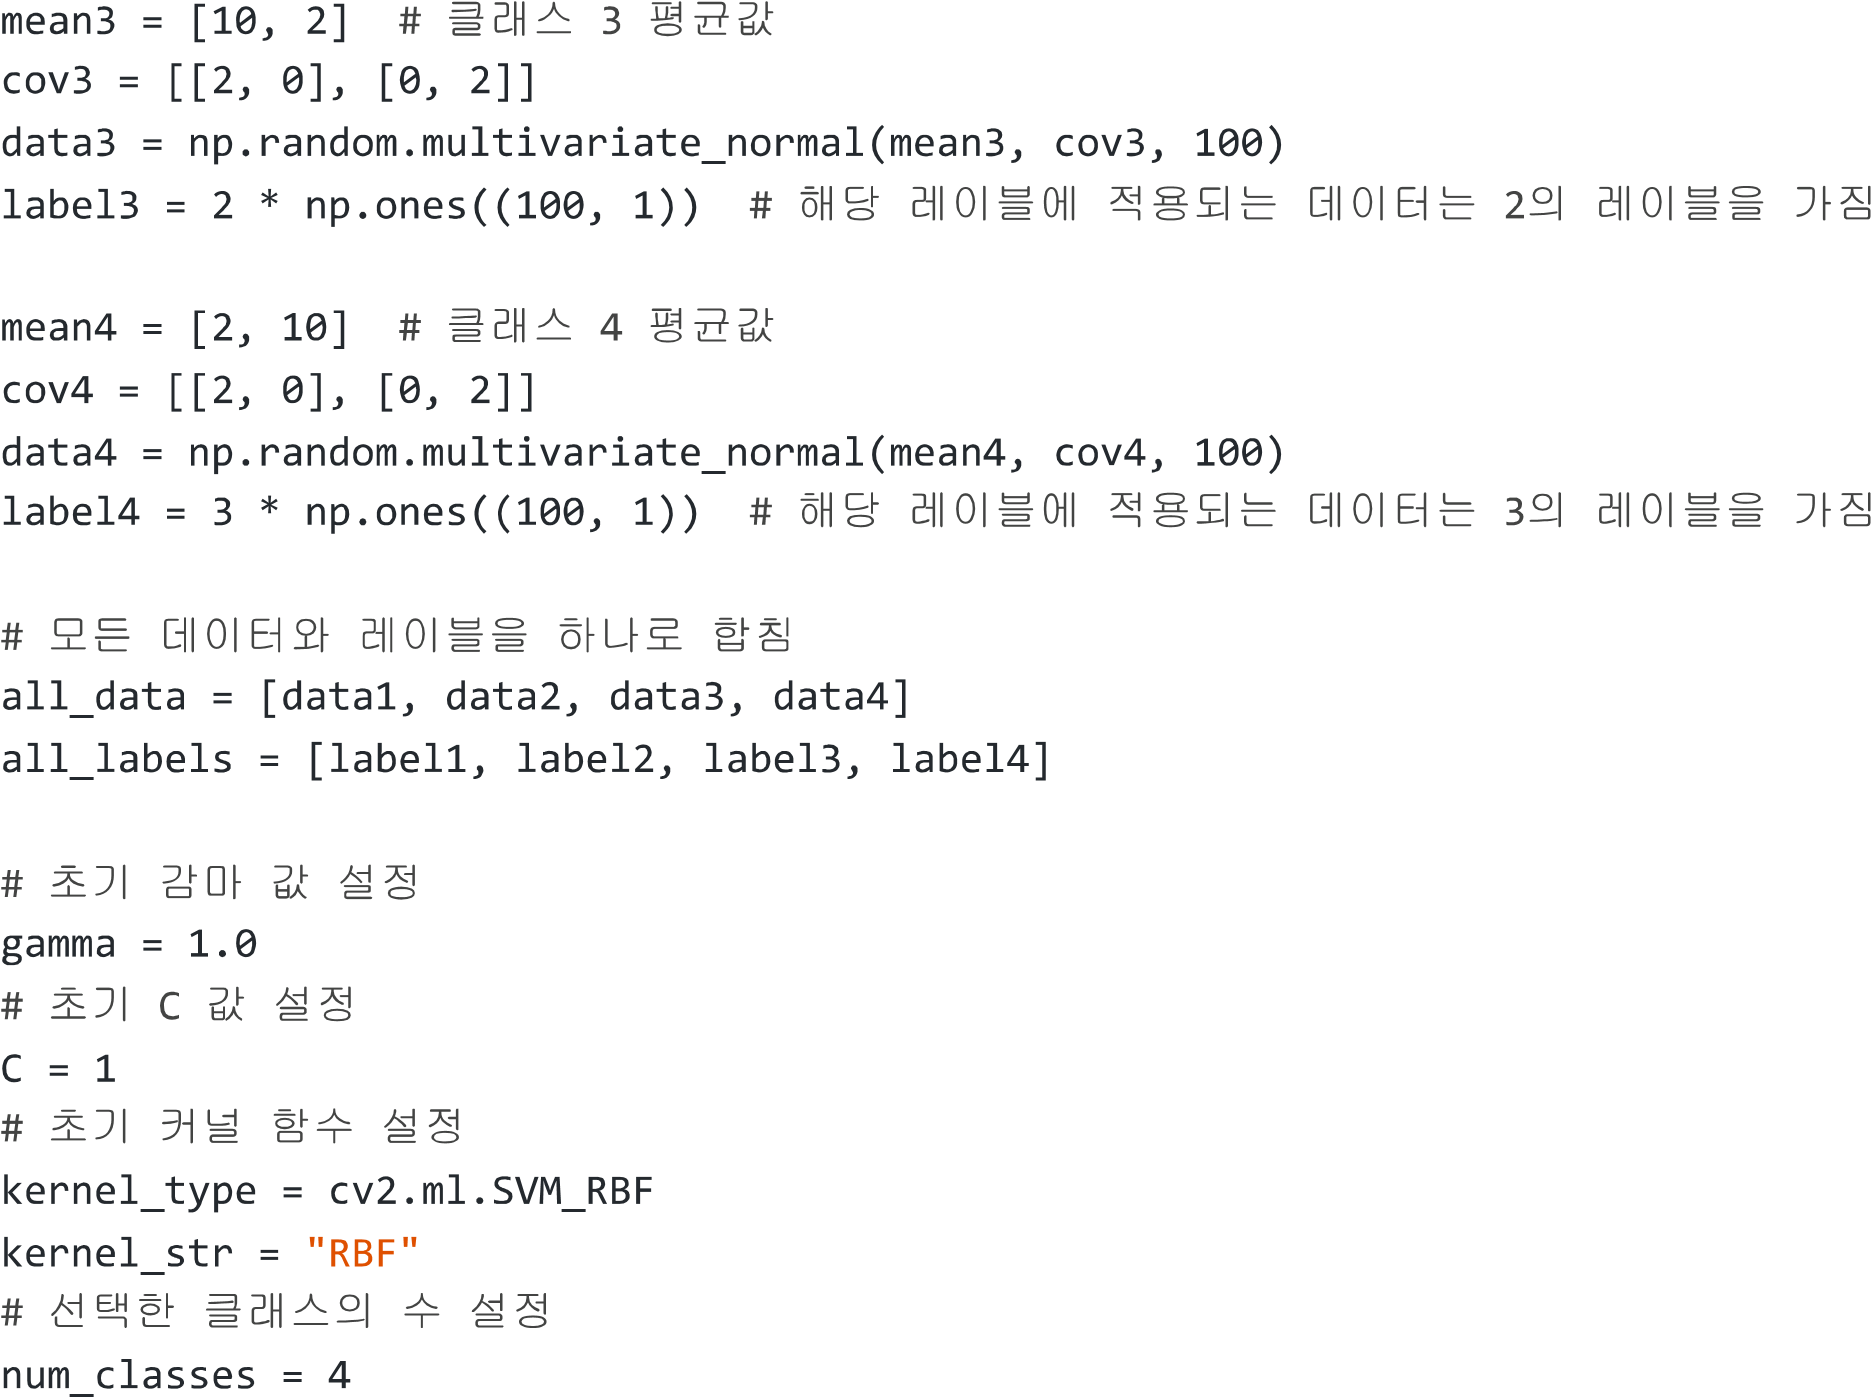 mean3 = [10, 2]  # 클래스 3 평균값
cov3 = [[2, 0], [0, 2]]
data3 = np.random.multivariate_normal(mean3, cov3, 100)
label3 = 2 * np.ones((100, 1))  # 해당 레이블에 적용되는 데이터는 2의 레이블을 가짐

mean4 = [2, 10]  # 클래스 4 평균값
cov4 = [[2, 0], [0, 2]]
data4 = np.random.multivariate_normal(mean4, cov4, 100)
label4 = 3 * np.ones((100, 1))  # 해당 레이블에 적용되는 데이터는 3의 레이블을 가짐

# 모든 데이터와 레이블을 하나로 합침
all_data = [data1, data2, data3, data4]
all_labels = [label1, label2, label3, label4]

# 초기 감마 값 설정
gamma = 1.0
# 초기 C 값 설정
C = 1
# 초기 커널 함수 설정
kernel_type = cv2.ml.SVM_RBF
kernel_str = "RBF"
# 선택한 클래스의 수 설정
num_classes = 4